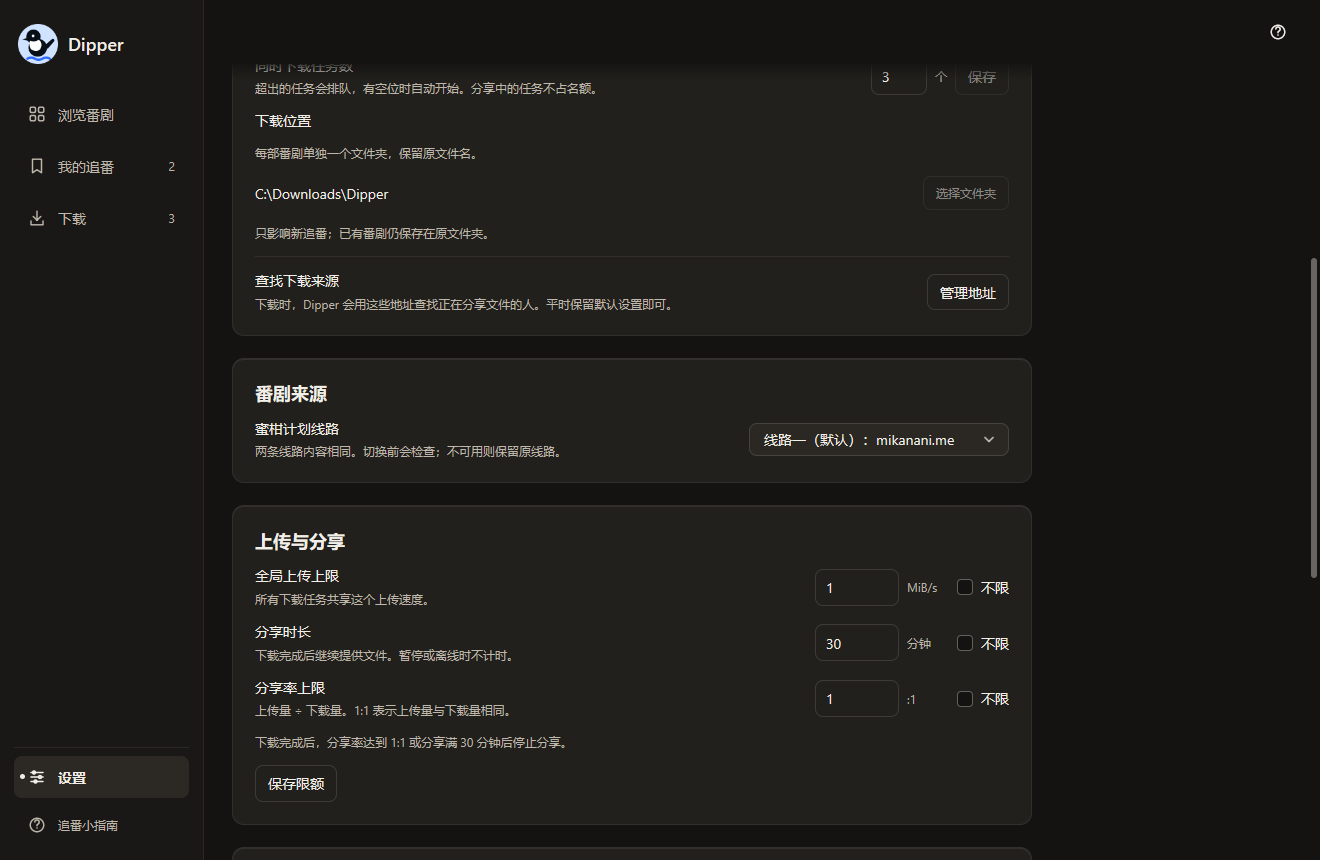 Dipper
浏览番剧
我的追番 2
下载 3
设置
追番小指南
同时下载任务数
超出的任务会排队，有空位时自动开始。分享中的任务不占名额。
3 个 保存
下载位置
每部番剧单独一个文件夹，保留原文件名。
C:\Downloads\Dipper
选择文件夹
只影响新追番；已有番剧仍保存在原文件夹。
查找下载来源
下载时，Dipper 会用这些地址查找正在分享文件的人。平时保留默认设置即可。
管理地址
番剧来源
蜜柑计划线路
两条线路内容相同。切换前会检查；不可用则保留原线路。
线路一（默认）：mikanani.me
上传与分享
全局上传上限
所有下载任务共享这个上传速度。
1 MiB/s 不限
分享时长
下载完成后继续提供文件。暂停或离线时不计时。
30 分钟 不限
分享率上限
上传量 ÷ 下载量。1:1 表示上传量与下载量相同。
1 :1 不限
下载完成后，分享率达到 1:1 或分享满 30 分钟后停止分享。
保存限额